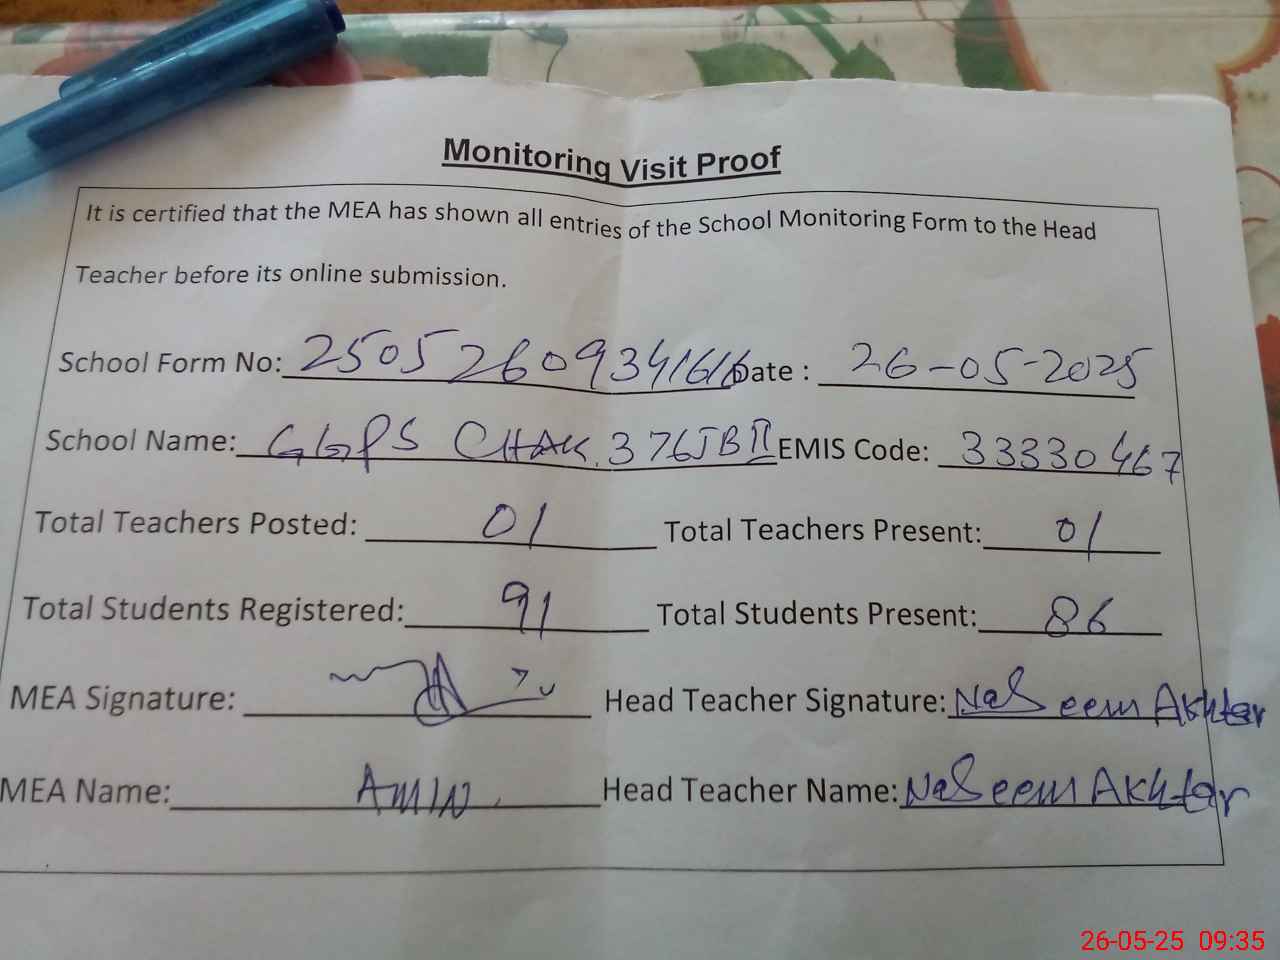 Monitoring Visit Proof
It is certified that the MEA has shown all entries of the School Monitoring Form to the Head
Teacher before its online submission.
School Form No: 25052609341616 Date : 26-05-2025
School Name: GGPS CHAK 376JB II EMIS Code: 33330467
Total Teachers Posted: 01 Total Teachers Present: 01
Total Students Registered: 91 Total Students Present: 86
MEA Signature: Head Teacher Signature: Naseem Akhtar
MEA Name: AMIN Head Teacher Name: Naseem Akhtar
26-05-25 09:35